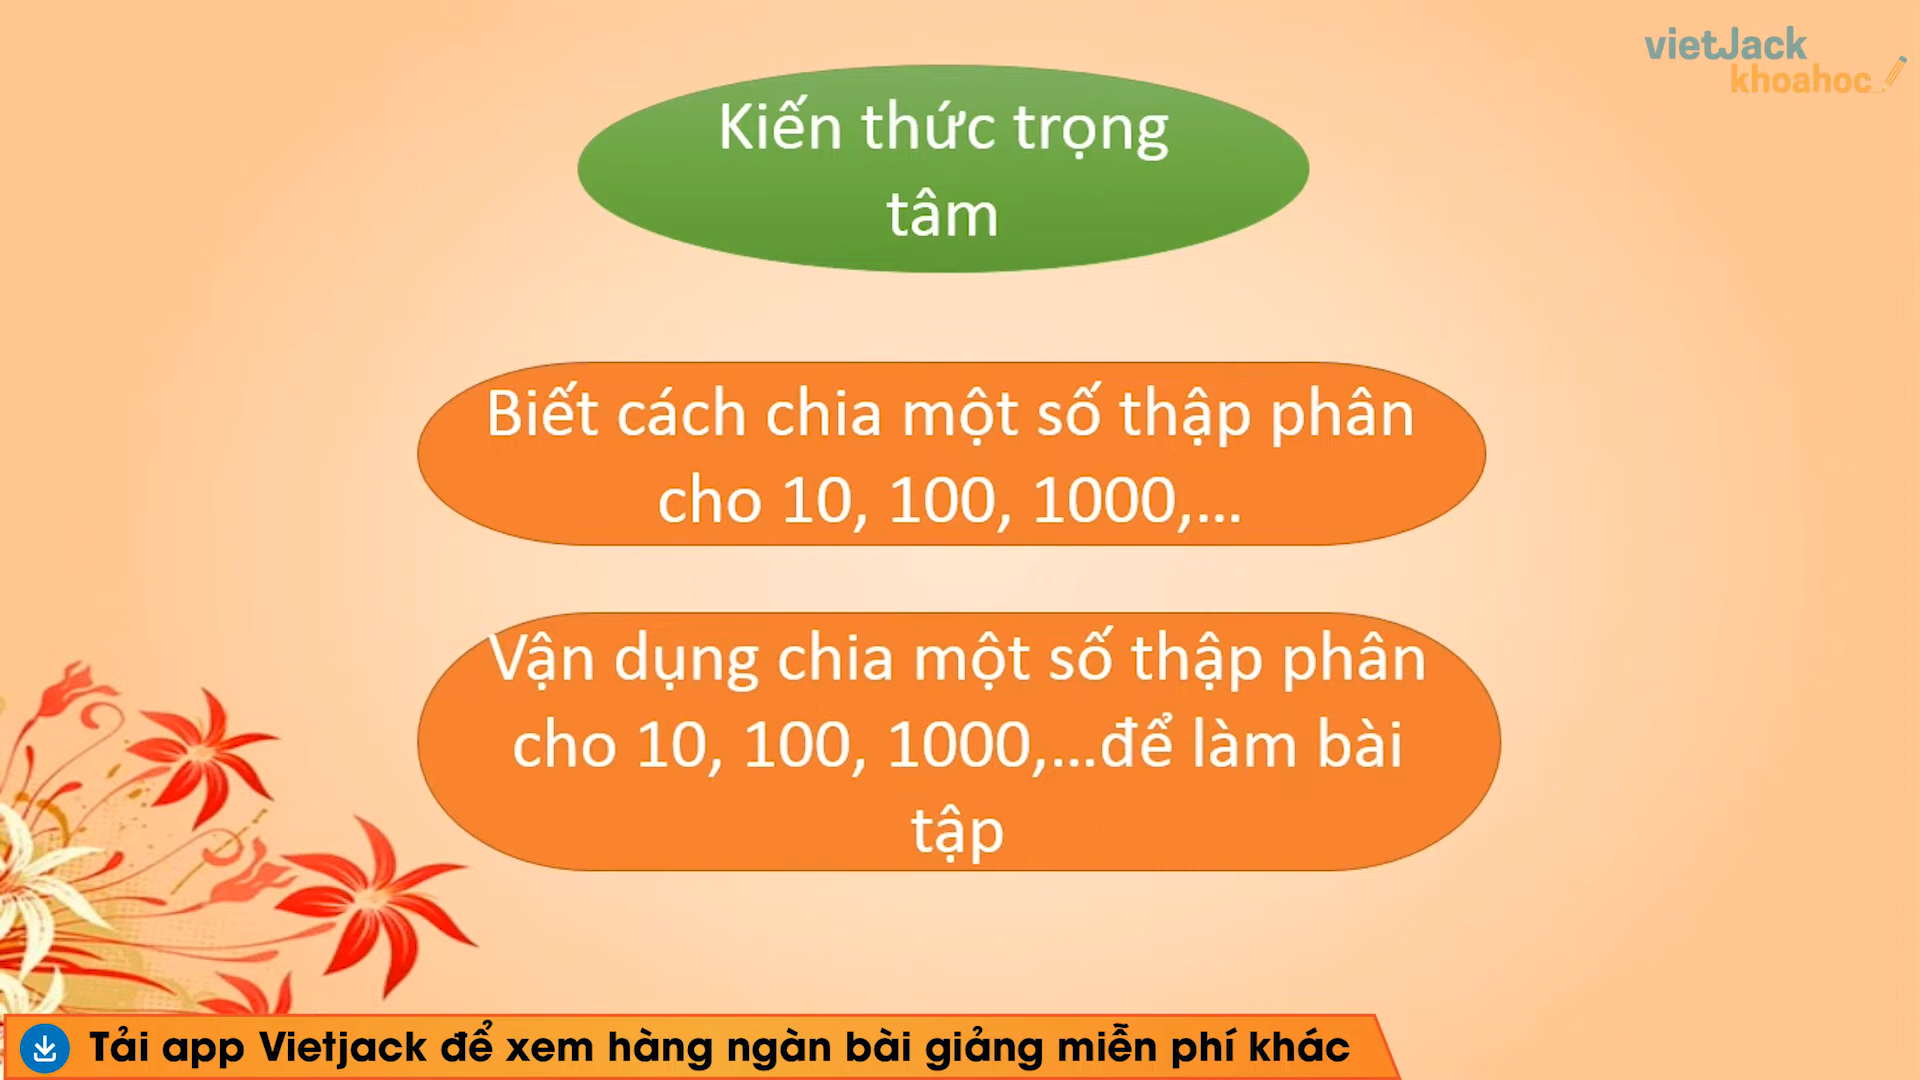 vietJack
khoahoc
Kiến thức trọng
tâm
Biết cách chia một số thập phân
cho 10, 100, 1000,...
Vận dụng chia một số thập phân
cho 10, 100, 1000,...để làm bài
tập
Tải app Vietjack để xem hàng ngàn bài giảng miễn phí khác